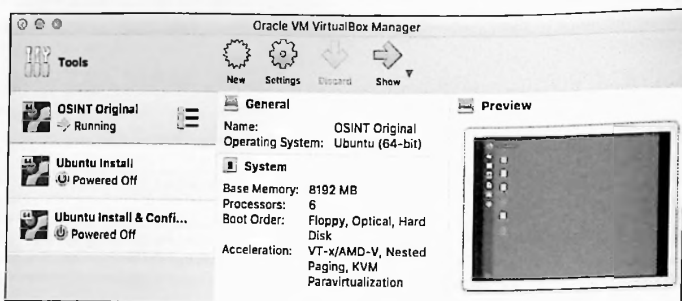 Oracle VM VirtualBox Manager
Tools
New Settings Discard Show
OSINT Original
Running
Ubuntu Install
Powered Off
Ubuntu Install & Confi...
Powered Off
General
Name: OSINT Original
Operating System: Ubuntu (64-bit)
System
Base Memory: 8192 MB
Processors: 6
Boot Order: Floppy, Optical, Hard
Disk
Acceleration: VT-x/AMD-V, Nested
Paging, KVM
Paravirtualization
Preview